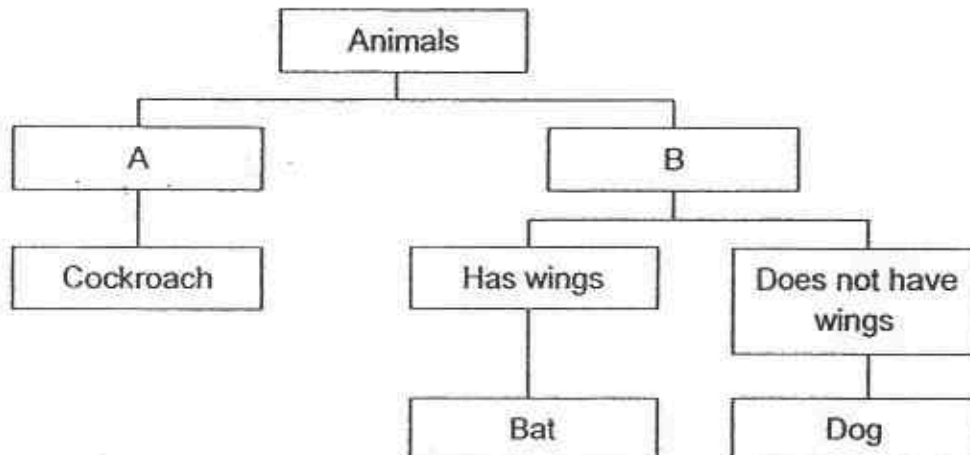 Animals
A
B
Cockroach
Has wings
Does not have
wings
Bat
Dog